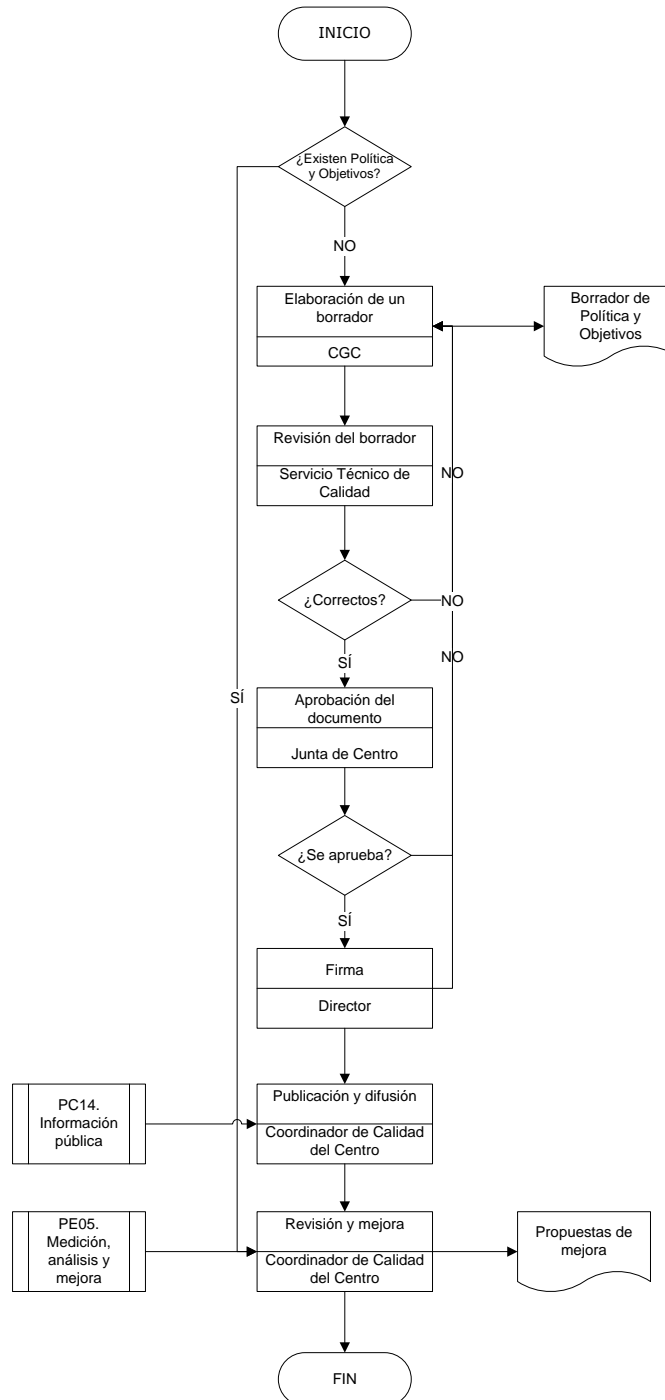 INICIO
¿Existen Política
y Objetivos?
NO
Elaboración de un
borrador
CGC
Borrador de
Política y
Objetivos
Revisión del borrador
Servicio Técnico de
Calidad
NO
¿Correctos?
NO
NO
SÍ
SÍ
Aprobación del
documento
Junta de Centro
¿Se aprueba?
SÍ
Firma
Director
PC14.
Información
pública
Publicación y difusión
Coordinador de Calidad
del Centro
PE05.
Medición,
análisis y
mejora
Revisión y mejora
Coordinador de Calidad
del Centro
Propuestas de
mejora
FIN